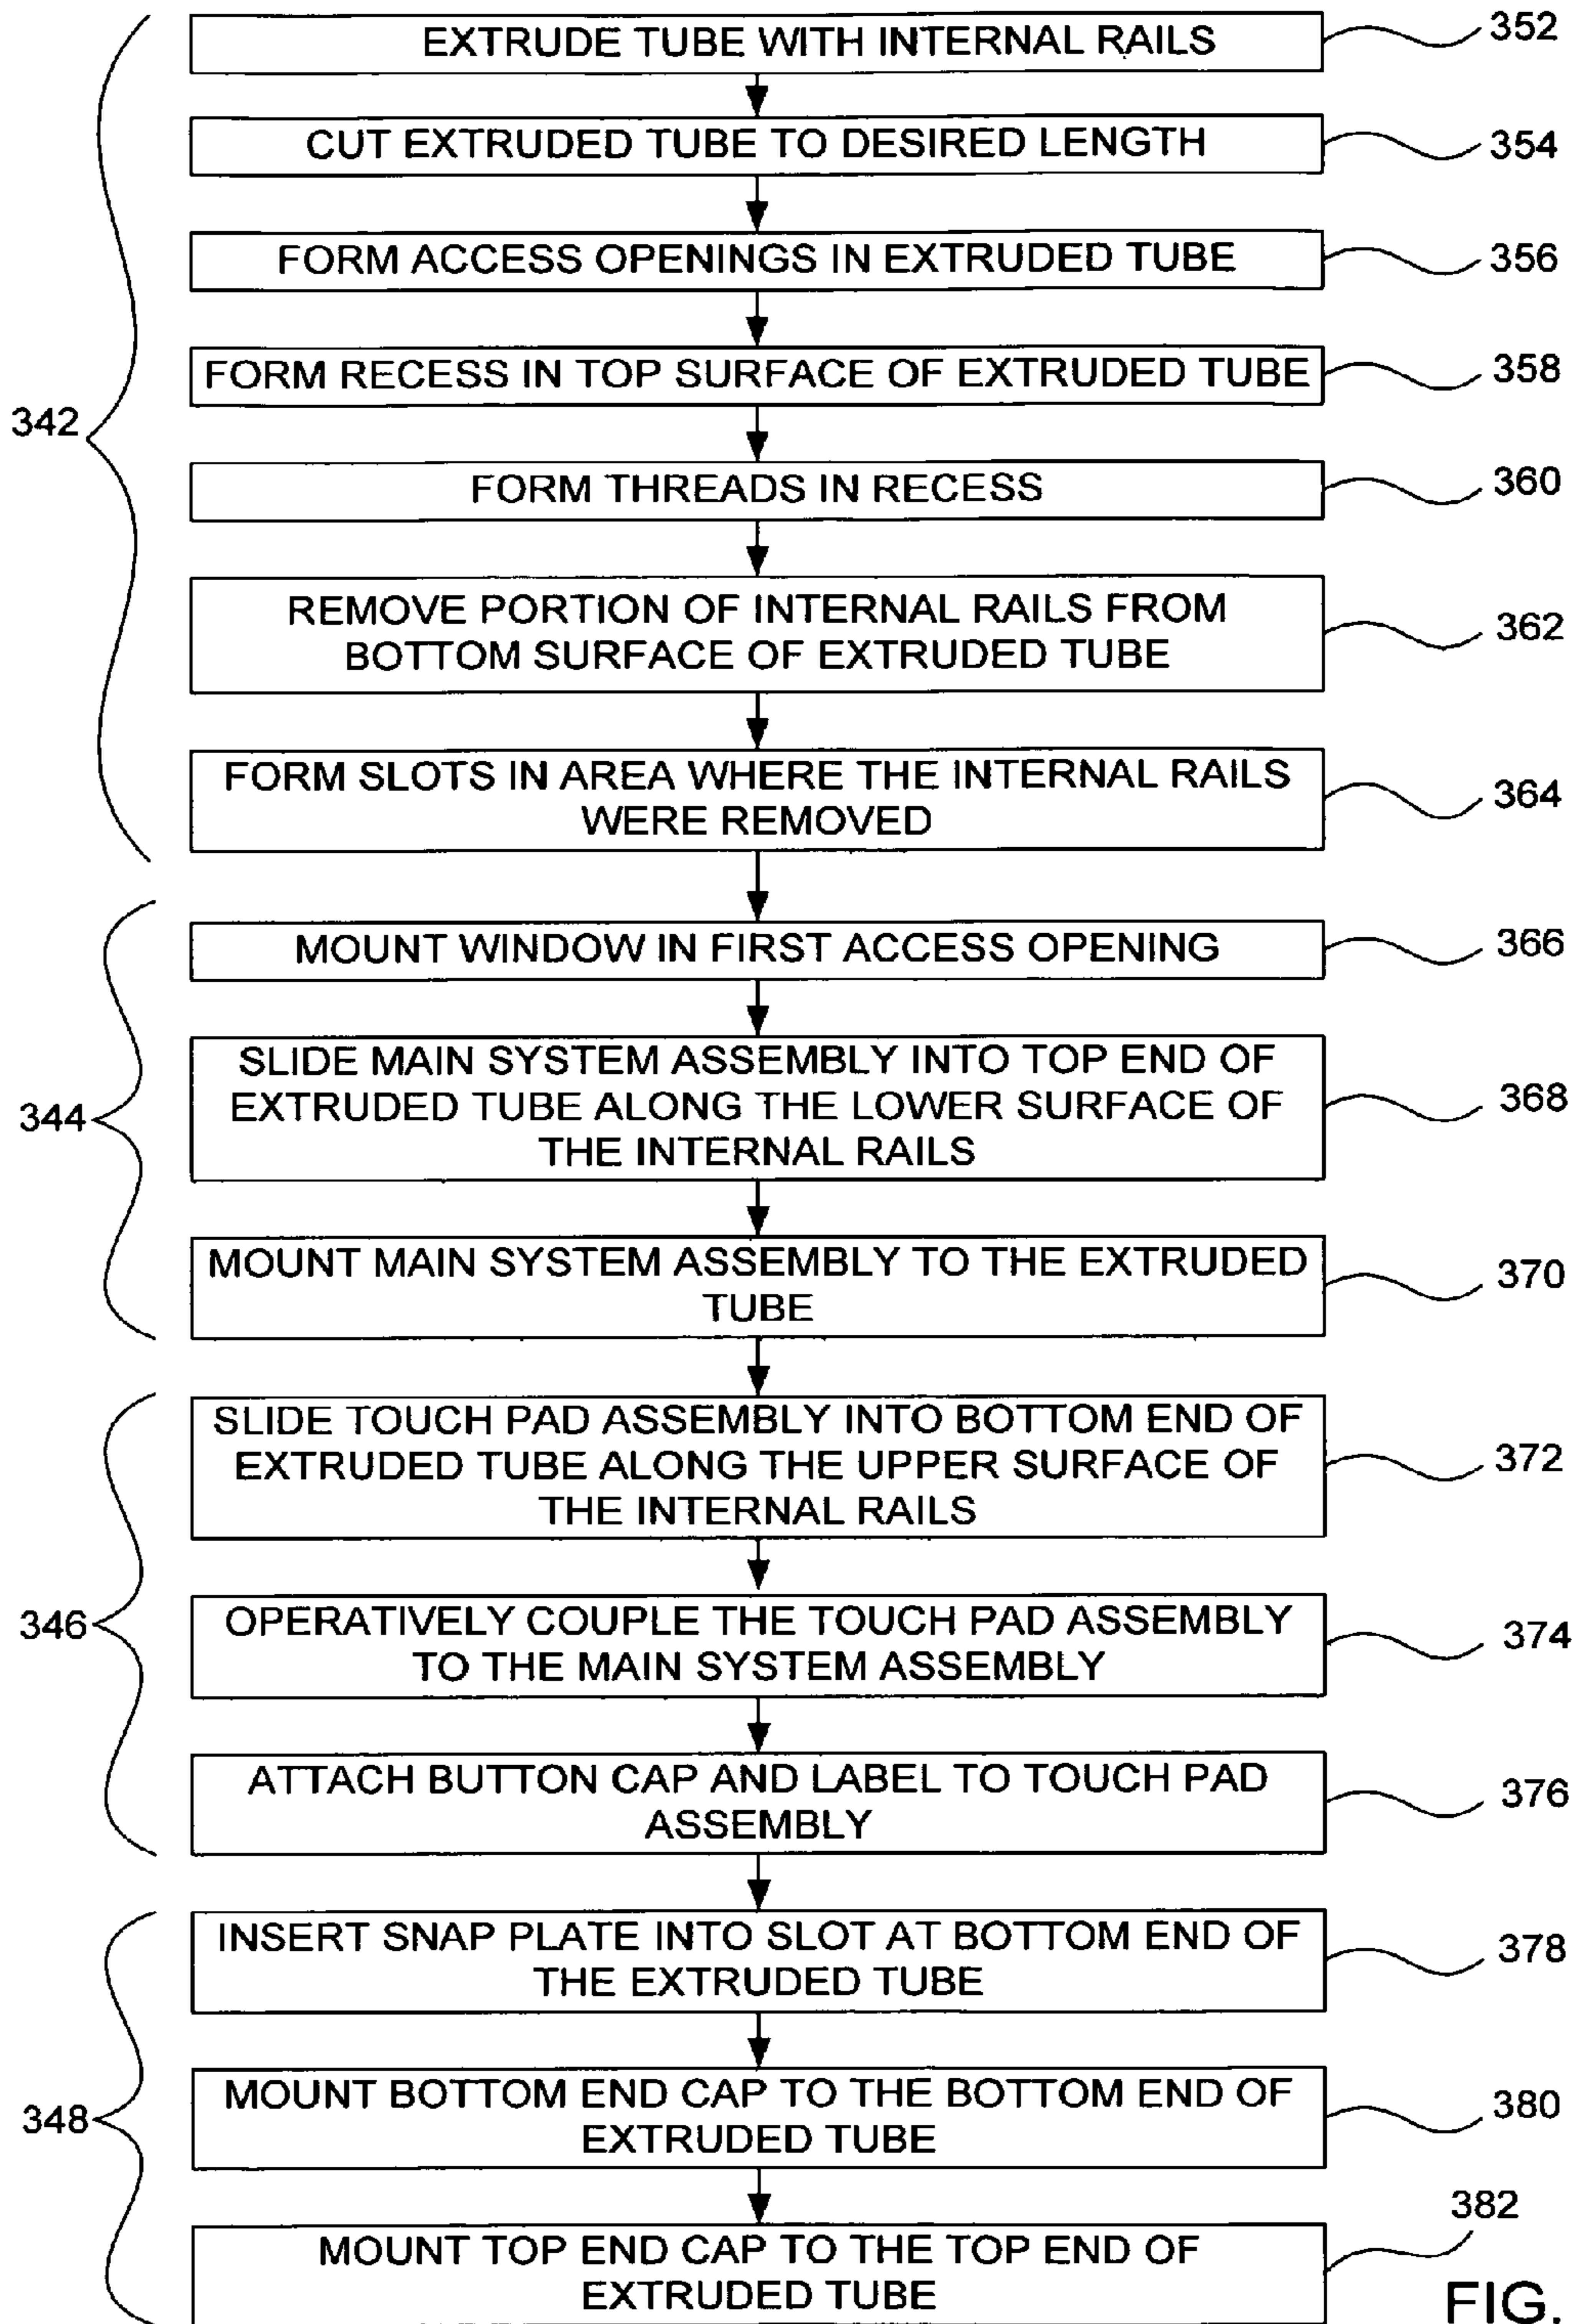 EXTRUDE TUBE WITH INTERNAL RAILS
352
CUT EXTRUDED TUBE TO DESIRED LENGTH
354
FORM ACCESS OPENINGS IN EXTRUDED TUBE
356
FORM RECESS IN TOP SURFACE OF EXTRUDED TUBE
358
342
FORM THREADS IN RECESS
360
REMOVE PORTION OF INTERNAL RAILS FROM
BOTTOM SURFACE OF EXTRUDED TUBE
362
FORM SLOTS IN AREA WHERE THE INTERNAL RAILS
WERE REMOVED
364
MOUNT WINDOW IN FIRST ACCESS OPENING
366
SLIDE MAIN SYSTEM ASSEMBLY INTO TOP END OF
EXTRUDED TUBE ALONG THE LOWER SURFACE OF
THE INTERNAL RAILS
368
344
MOUNT MAIN SYSTEM ASSEMBLY TO THE EXTRUDED
TUBE
370
SLIDE TOUCH PAD ASSEMBLY INTO BOTTOM END OF
EXTRUDED TUBE ALONG THE UPPER SURFACE OF
THE INTERNAL RAILS
372
346
OPERATIVELY COUPLE THE TOUCH PAD ASSEMBLY
TO THE MAIN SYSTEM ASSEMBLY
374
ATTACH BUTTON CAP AND LABEL TO TOUCH PAD
ASSEMBLY
376
INSERT SNAP PLATE INTO SLOT AT BOTTOM END OF
THE EXTRUDED TUBE
378
348
MOUNT BOTTOM END CAP TO THE BOTTOM END OF
EXTRUDED TUBE
380
MOUNT TOP END CAP TO THE TOP END OF
EXTRUDED TUBE
382
FIG.